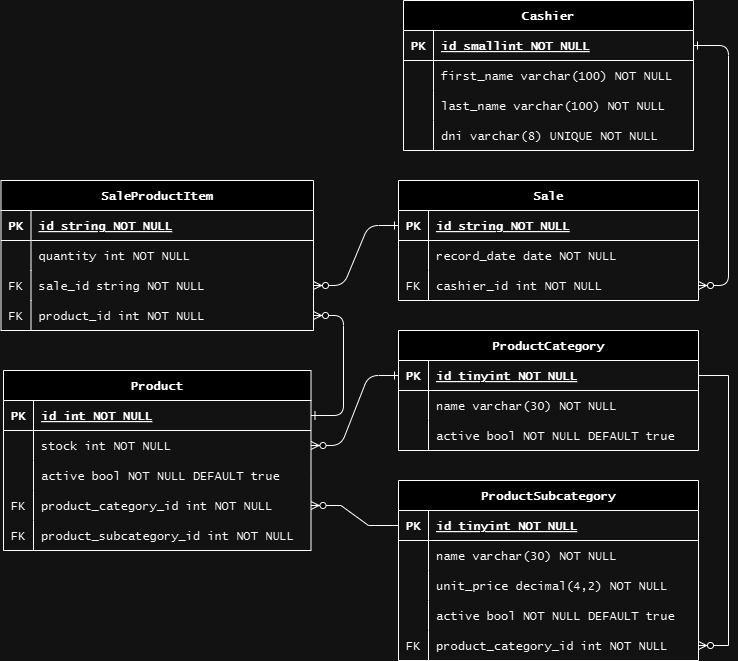 Cashier
PK id smallint NOT NULL
first_name varchar(100) NOT NULL
last_name varchar(100) NOT NULL
dni varchar(8) UNIQUE NOT NULL
SaleProductItem
PK id string NOT NULL
quantity int NOT NULL
FK sale_id string NOT NULL
FK product_id int NOT NULL
Sale
PK id string NOT NULL
record_date date NOT NULL
FK cashier_id int NOT NULL
Product
PK id int NOT NULL
stock int NOT NULL
active bool NOT NULL DEFAULT true
FK product_category_id int NOT NULL
FK product_subcategory_id int NOT NULL
ProductCategory
PK id tinyint NOT NULL
name varchar(30) NOT NULL
active bool NOT NULL DEFAULT true
ProductSubcategory
PK id tinyint NOT NULL
name varchar(30) NOT NULL
unit_price decimal(4,2) NOT NULL
active bool NOT NULL DEFAULT true
FK product_category_id int NOT NULL